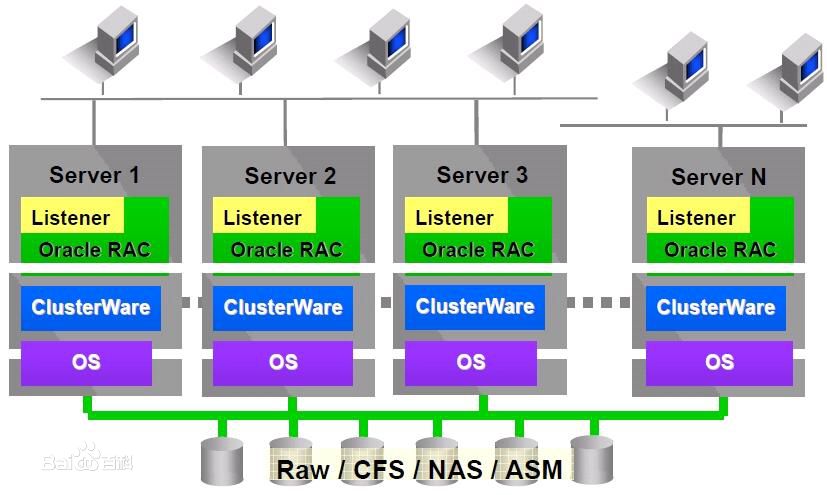 Server 1
Server 2
Server 3
Server N
Listener
Listener
Listener
Listener
Oracle RAC
Oracle RAC
Oracle RAC
Oracle RAC
ClusterWare
ClusterWare
ClusterWare
ClusterWare
OS
OS
OS
OS
Raw / CFS / NAS / ASM
Bai百科